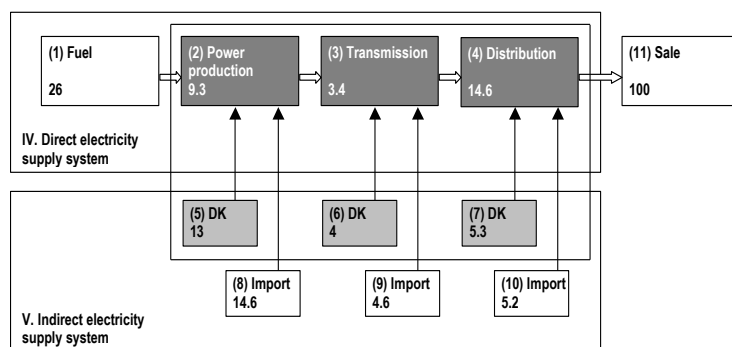 (1) Fuel
26
(2) Power
production
9.3
(3) Transmission
3.4
(4) Distribution
14.6
(11) Sale
100
IV. Direct electricity
supply system
(5) DK
13
(6) DK
4
(7) DK
5.3
(8) Import
14.6
(9) Import
4.6
(10) Import
5.2
V. Indirect electricity
supply system